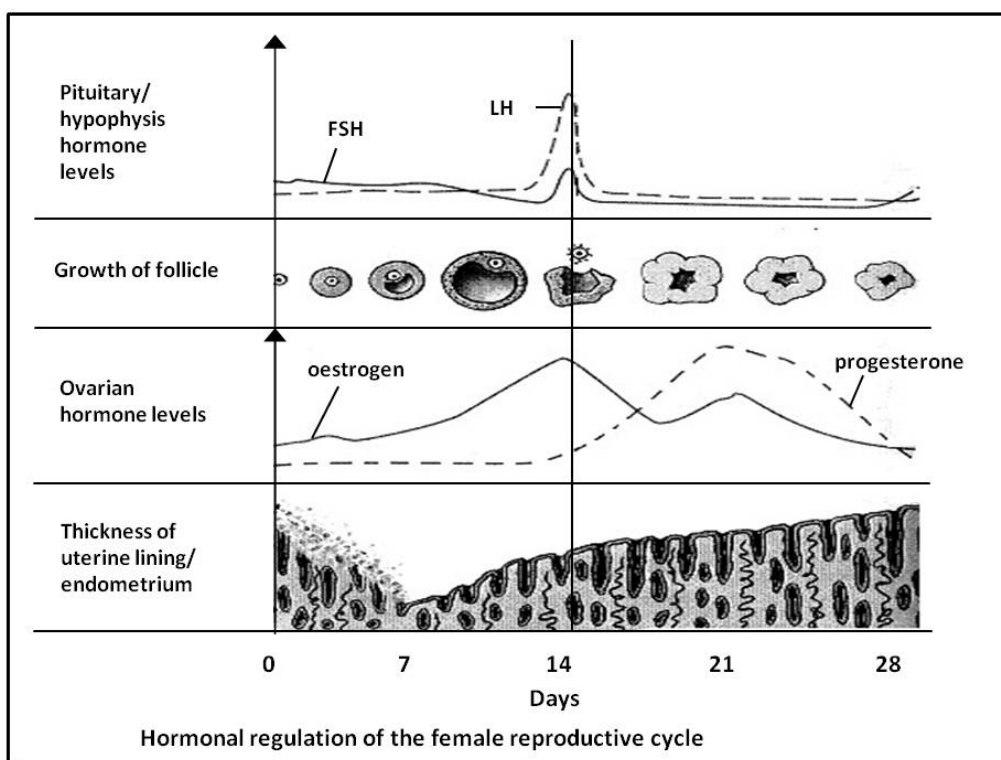 Pituitary/
hypophysis
hormone
levels
FSH
LH
Growth of follicle
Ovarian
hormone levels
oestrogen
progesterone
Thickness of
uterine lining/
endometrium
0 7 14 21 28
Days
Hormonal regulation of the female reproductive cycle